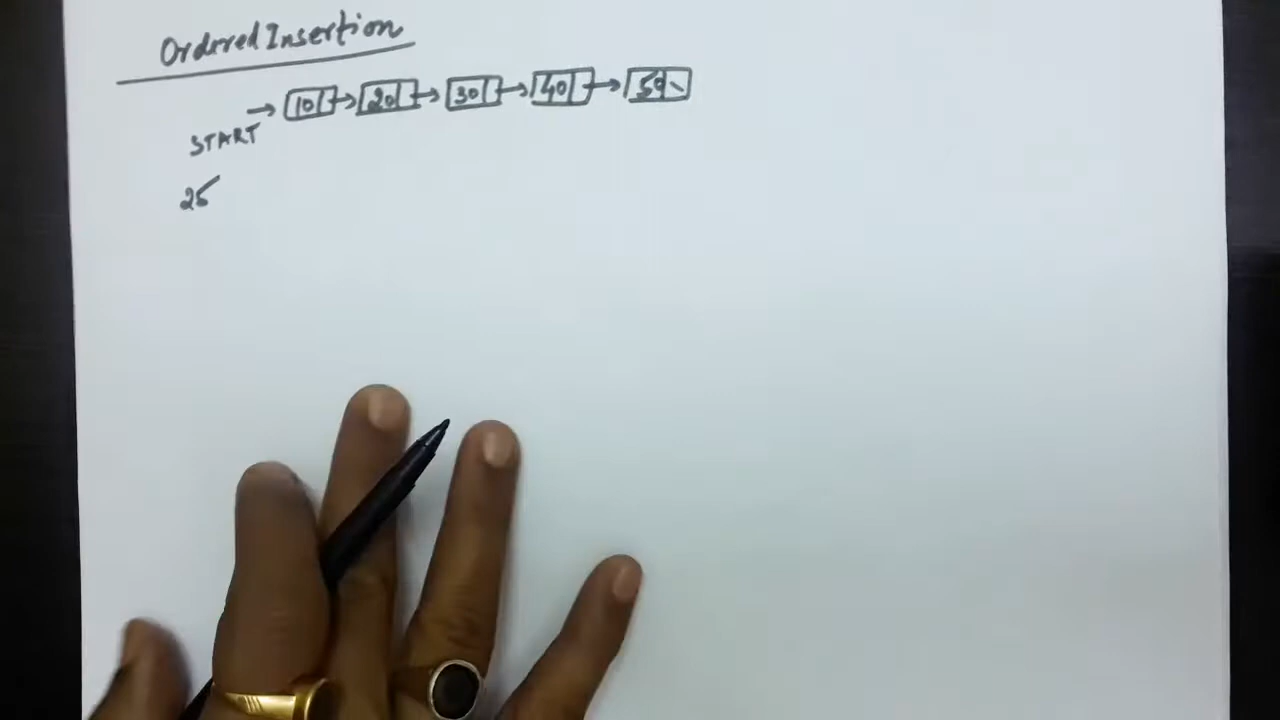 Ordered Insertion
START → 10 → 20 → 30 → 40 → 50
25